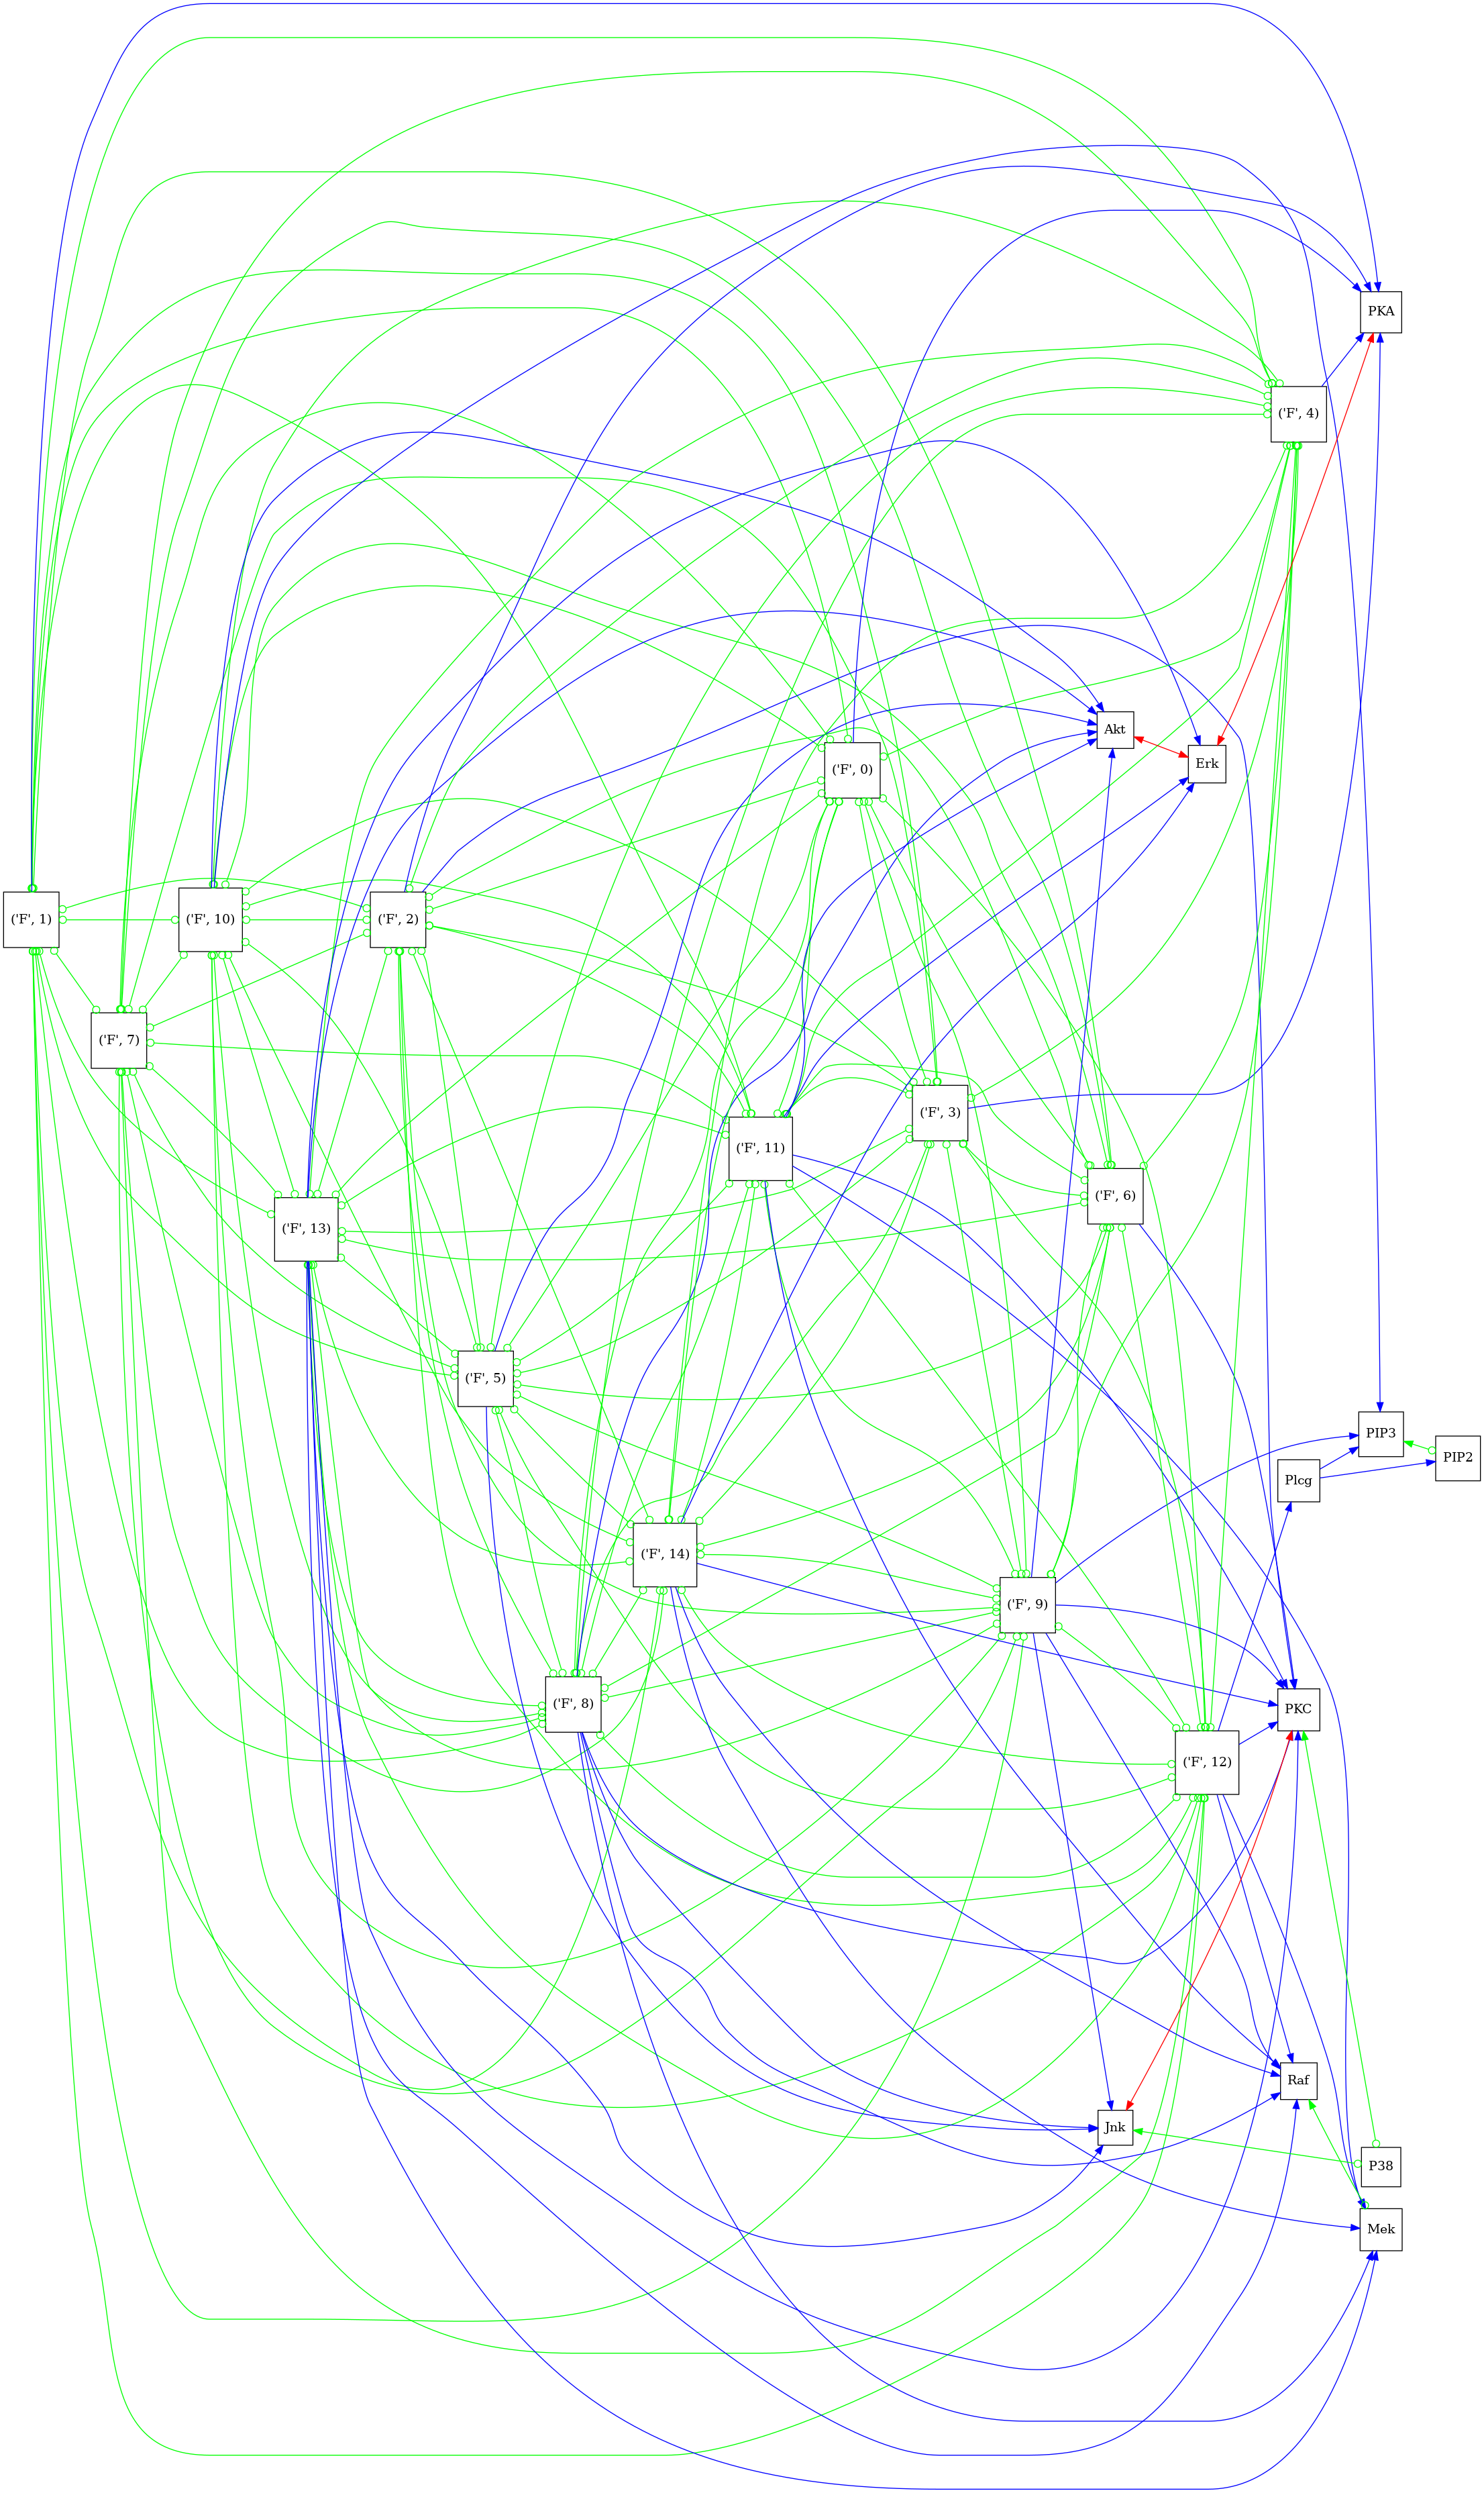 PKA
('F', 4)
Akt
('F', 0)
Erk
('F', 1)
('F', 10)
('F', 2)
('F', 7)
('F', 3)
('F', 11)
('F', 6)
('F', 13)
('F', 5)
PIP3
PIP2
Plcg
('F', 14)
('F', 9)
('F', 8)
PKC
('F', 12)
Raf
Jnk
P38
Mek